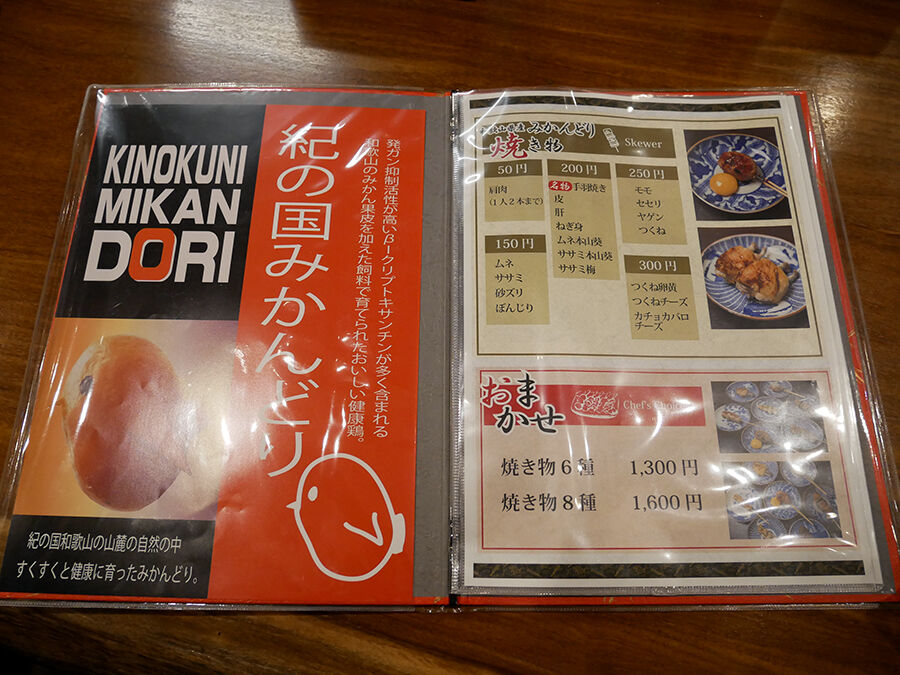 KINOKUNI
MIKAN
DORI
紀の国みかんどり
発ガン抑制活性が高いβークリプトキサンチンが多く含まれる
和歌山のみかん果皮を加えた飼料で育てられたおいしい健康鶏。
紀の国和歌山の山麓の自然の中
すくすくと健康に育ったみかんどり。
和歌山県産みかんどり
焼き物
Skewer
50円
肩肉
(1人2本まで)
150円
ムネ
ササミ
砂ズリ
ぼんじり
200円
名物 手羽焼き
皮
肝
ねぎ身
ムネ本山葵
ササミ本山葵
ササミ梅
250円
モモ
セセリ
ヤゲン
つくね
300円
つくね卵黄
つくねチーズ
カチョカバロ
チーズ
おまかせ
Chef's Choice
焼き物6種 1,300円
焼き物8種 1,600円